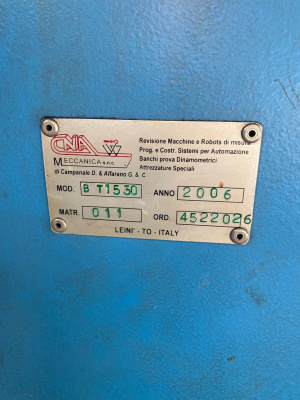 CNA
MECCANICA s.n.c.
di Campanale D. & Alfarano G. & C
Revisione Macchine e Robots di misura
Prog. e Costr. Sistemi per Automazione
Banchi prova Dinamometrici
Attrezzature Speciali
MOD. B T1530 ANNO 2006
MATR. 011 ORD. 4522026
LEINI' - TO - ITALY